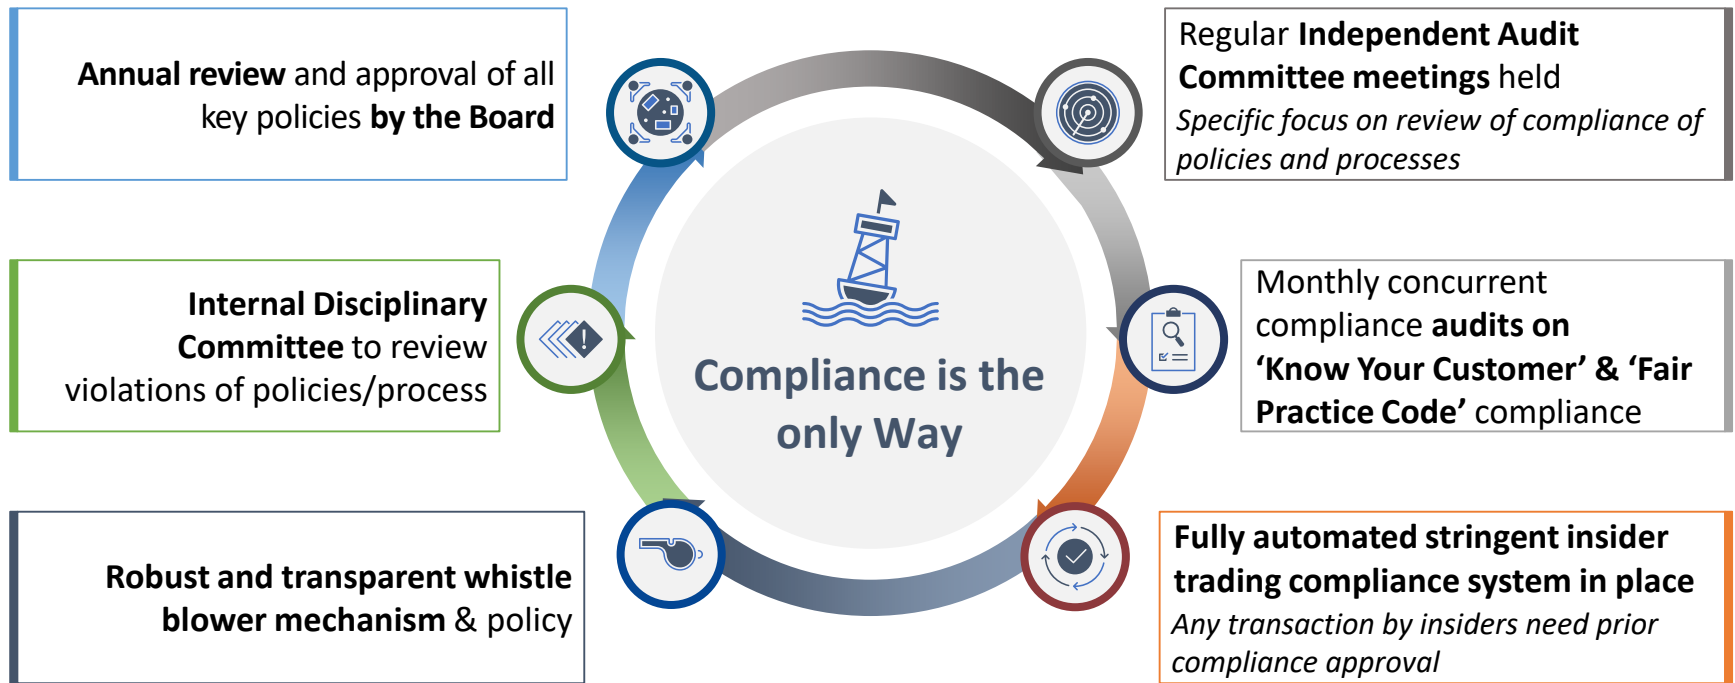 Annual review and approval of all
key policies by the Board
Regular Independent Audit
Committee meetings held
Specific focus on review of compliance of
policies and processes
Internal Disciplinary
Committee to review
violations of policies/process
Compliance is the
only Way
Monthly concurrent
compliance audits on
‘Know Your Customer’ & ‘Fair
Practice Code’ compliance
Robust and transparent whistle
blower mechanism & policy
Fully automated stringent insider
trading compliance system in place
Any transaction by insiders need prior
compliance approval